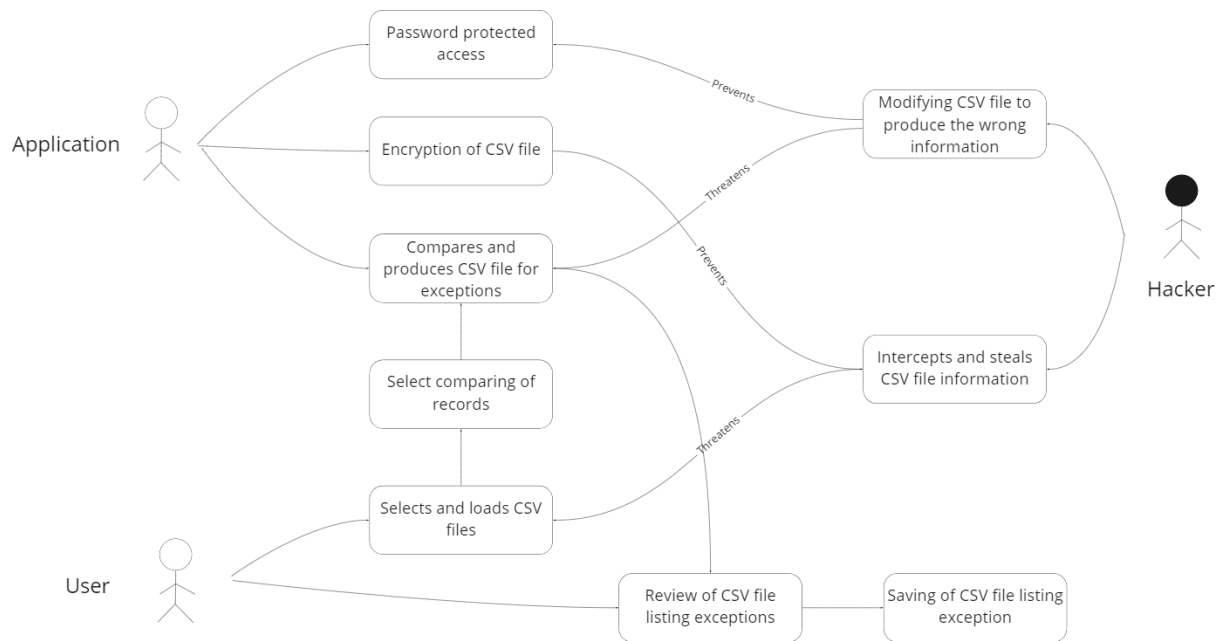 Password protected
access
Prevents
Modifying CSV file to
produce the wrong
information
Application
Encryption of CSV file
Threatens
Compares and
produces CSV file for
exceptions
Prevents
Hacker
Intercepts and steals
CSV file information
Select comparing of
records
Threatens
Selects and loads CSV
files
User
Review of CSV file
listing exceptions
Saving of CSV file listing
exception